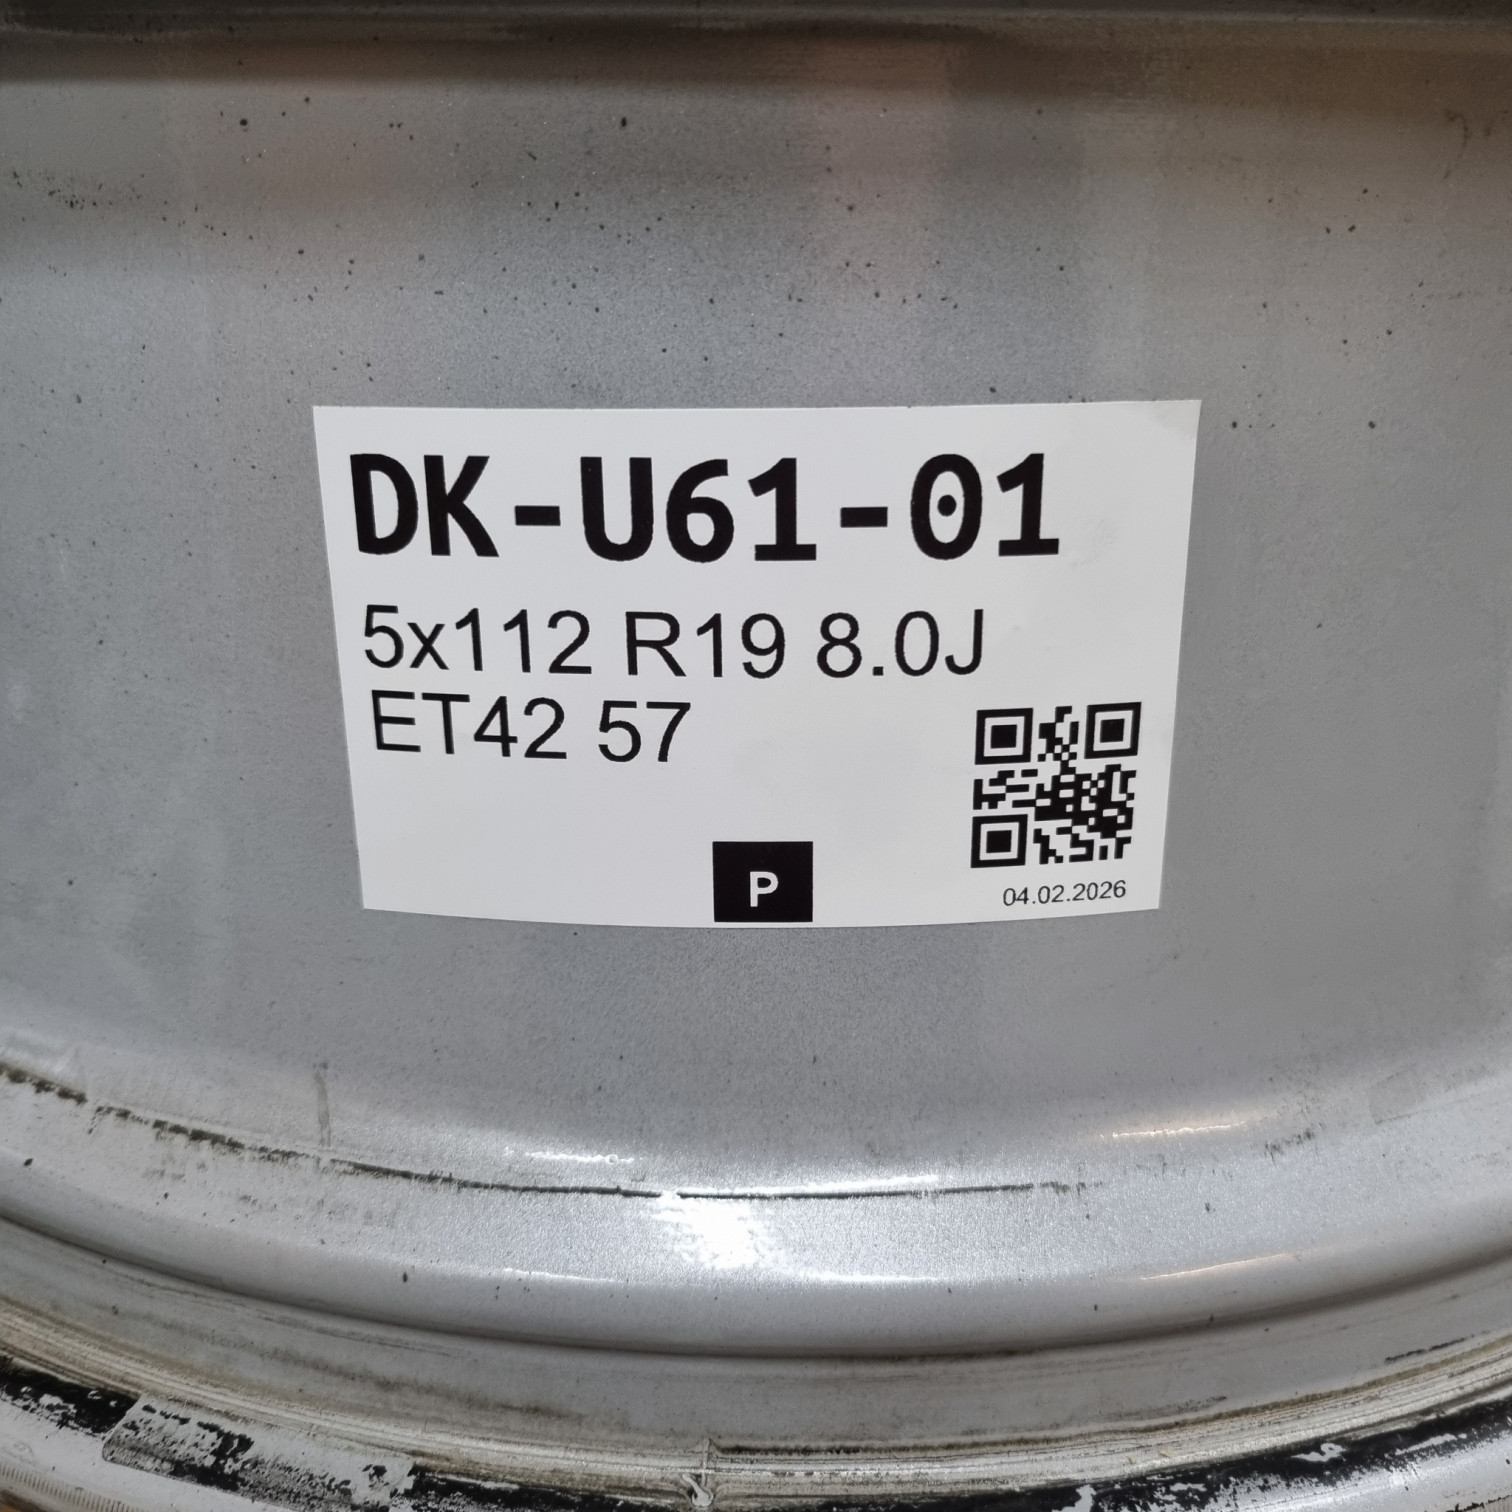 DK-U61-01
5x112 R19 8.0J
ET42 57
P
04.02.2026